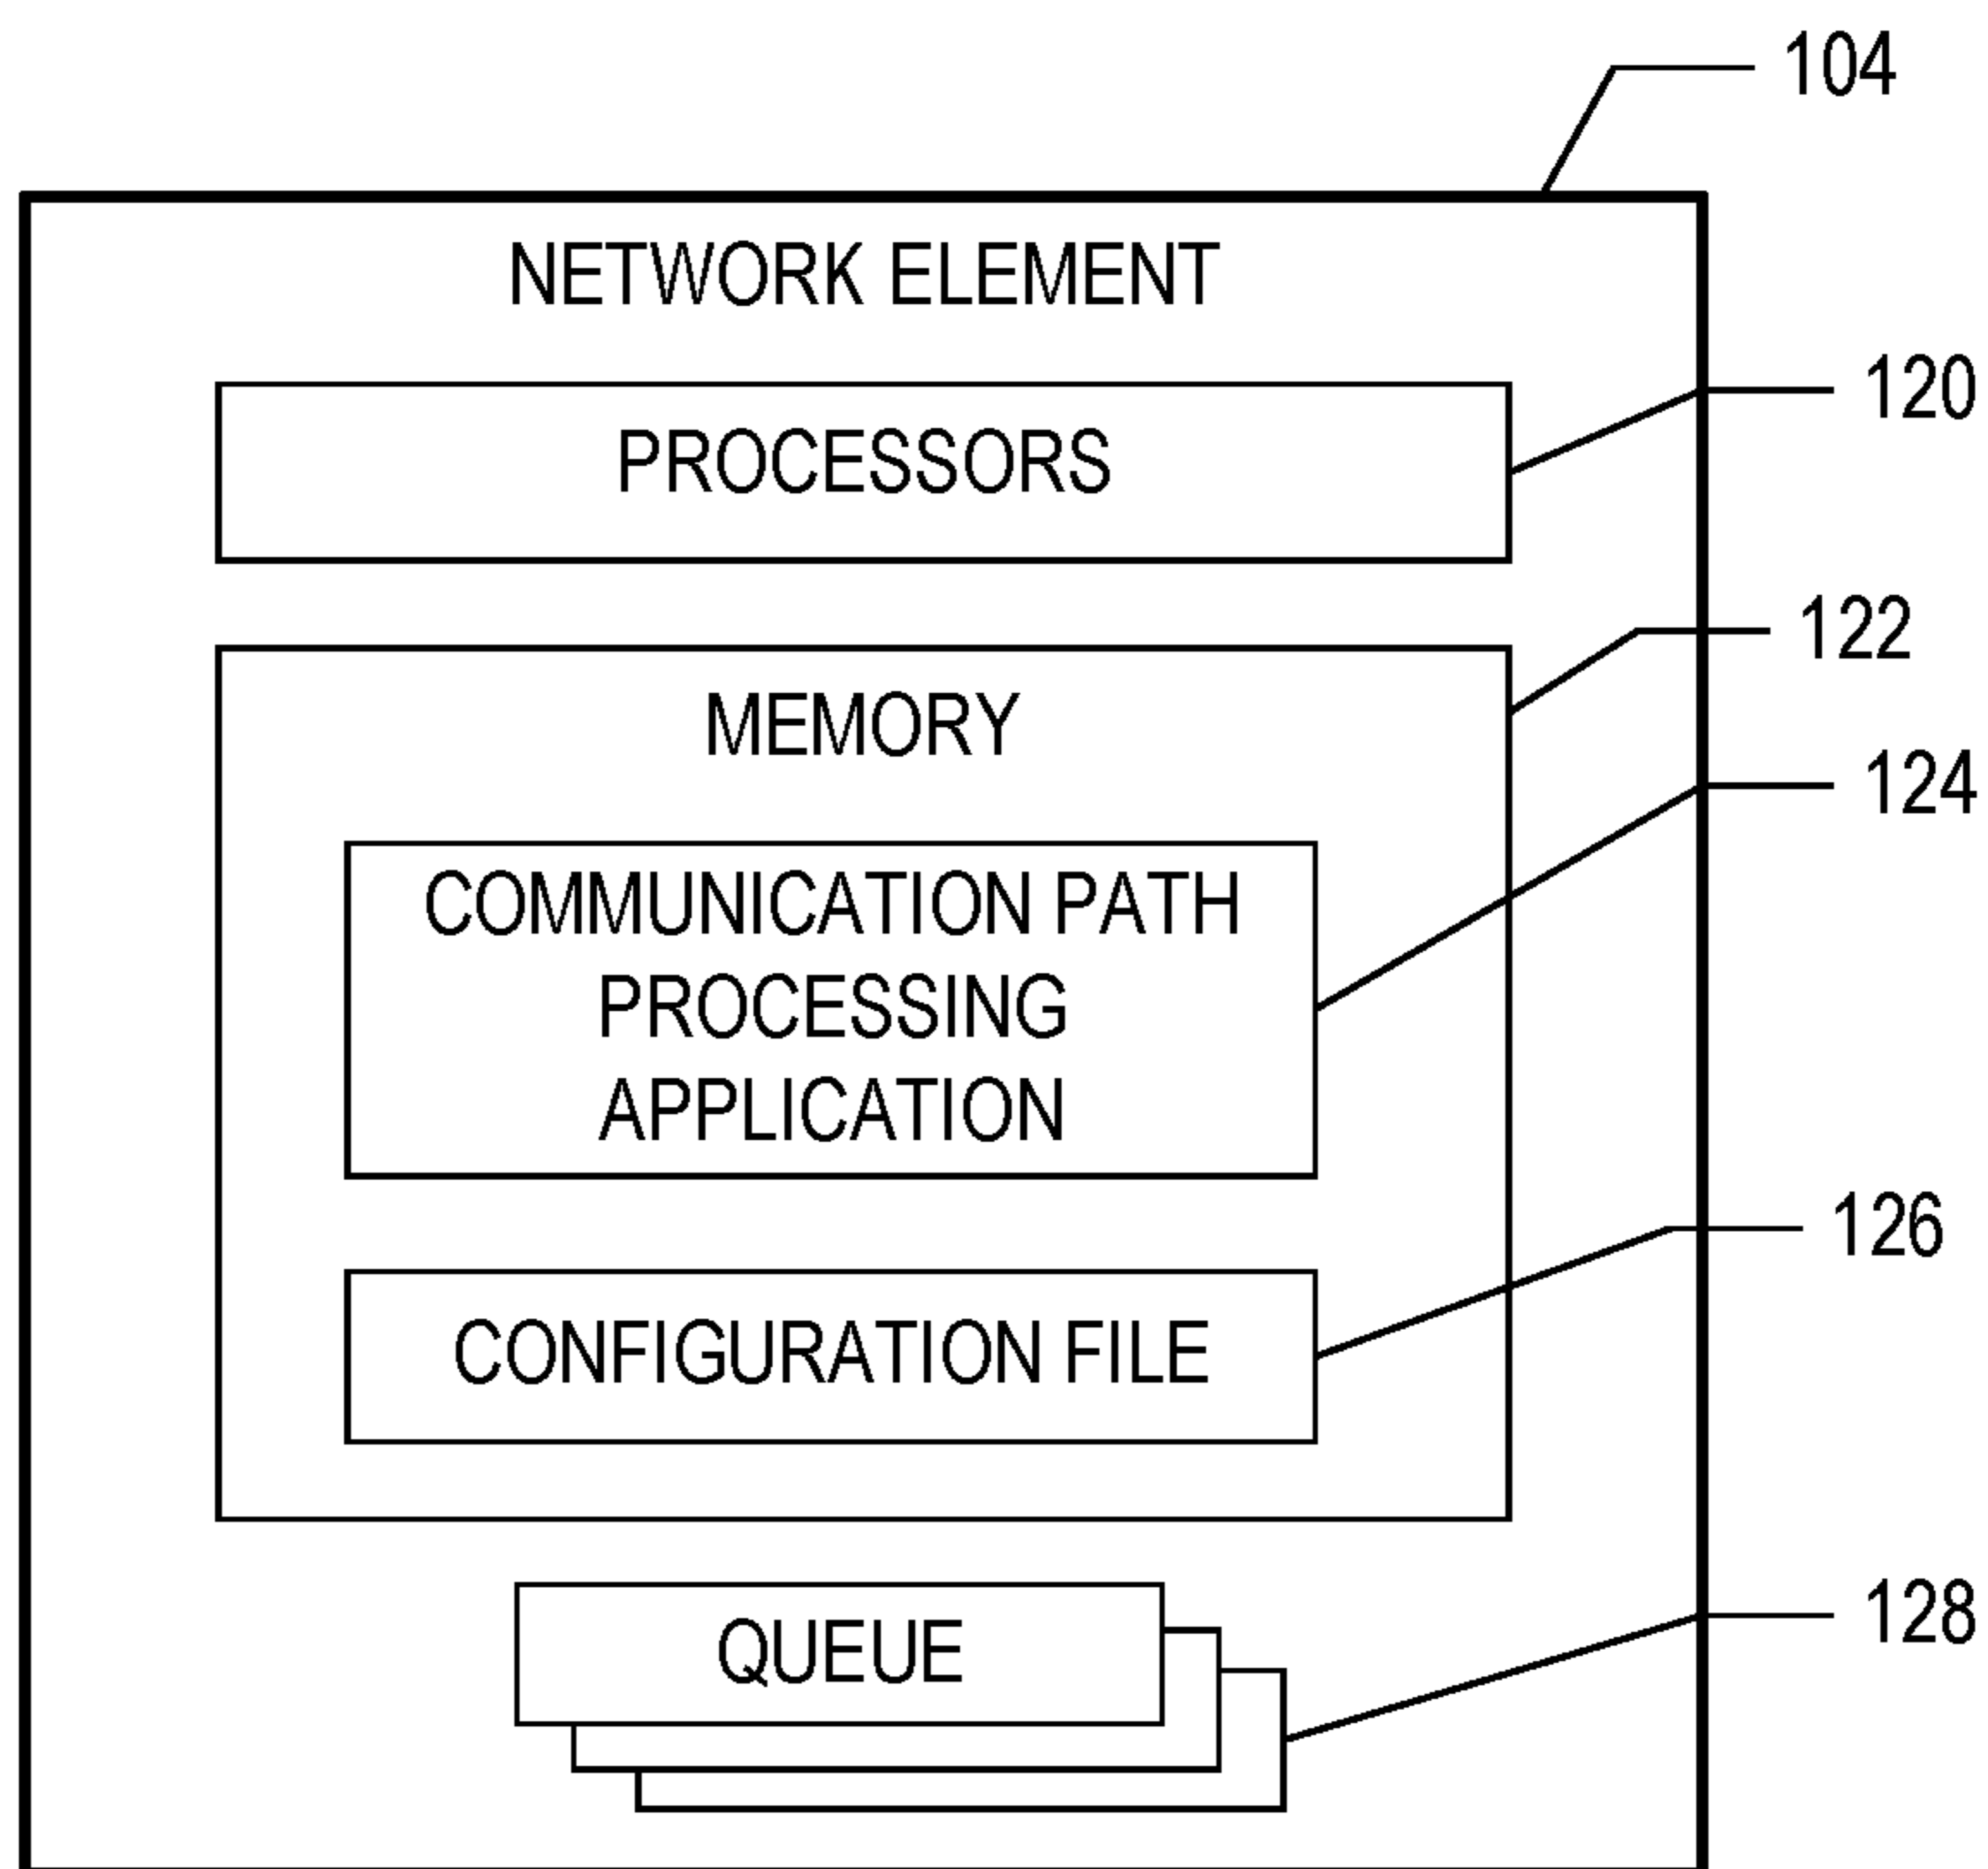 104
NETWORK ELEMENT
120
PROCESSORS
122
MEMORY
124
COMMUNICATION PATH
PROCESSING
APPLICATION
126
CONFIGURATION FILE
128
QUEUE